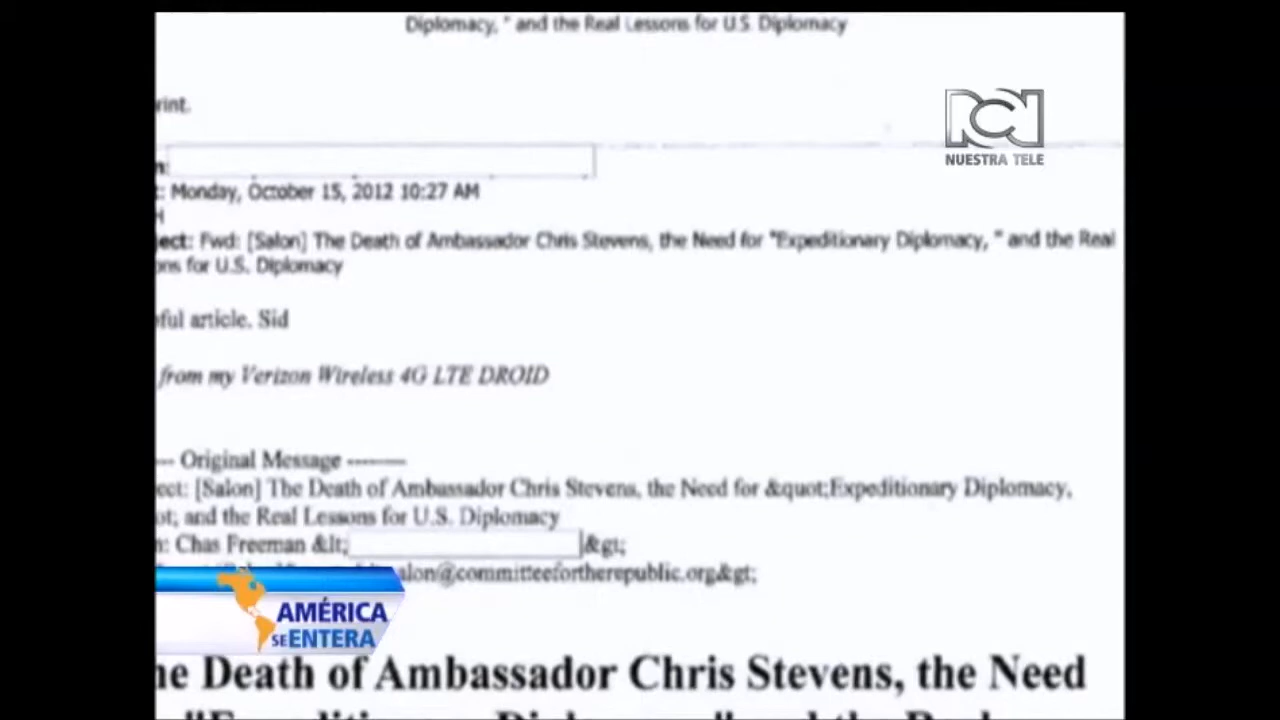 Diplomacy, " and the Real Lessons for U.S. Diplomacy
rint.
RCN
NUESTRA TELE
n:
t: Monday, October 15, 2012 10:27 AM
H
ect: Fwd: [Salon] The Death of Ambassador Chris Stevens, the Need for "Expeditionary Diplomacy, " and the Real
ons for U.S. Diplomacy
eful article. Sid
from my Verizon Wireless 4G LTE DROID
--- Original Message --------
ect: [Salon] The Death of Ambassador Chris Stevens, the Need for &quot;Expeditionary Diplomacy,
ot; and the Real Lessons for U.S. Diplomacy
n: Chas Freeman &lt; &gt;
alon@committeefortherepublic.org&gt;
AMÉRICA
SE ENTERA
he Death of Ambassador Chris Stevens, the Need